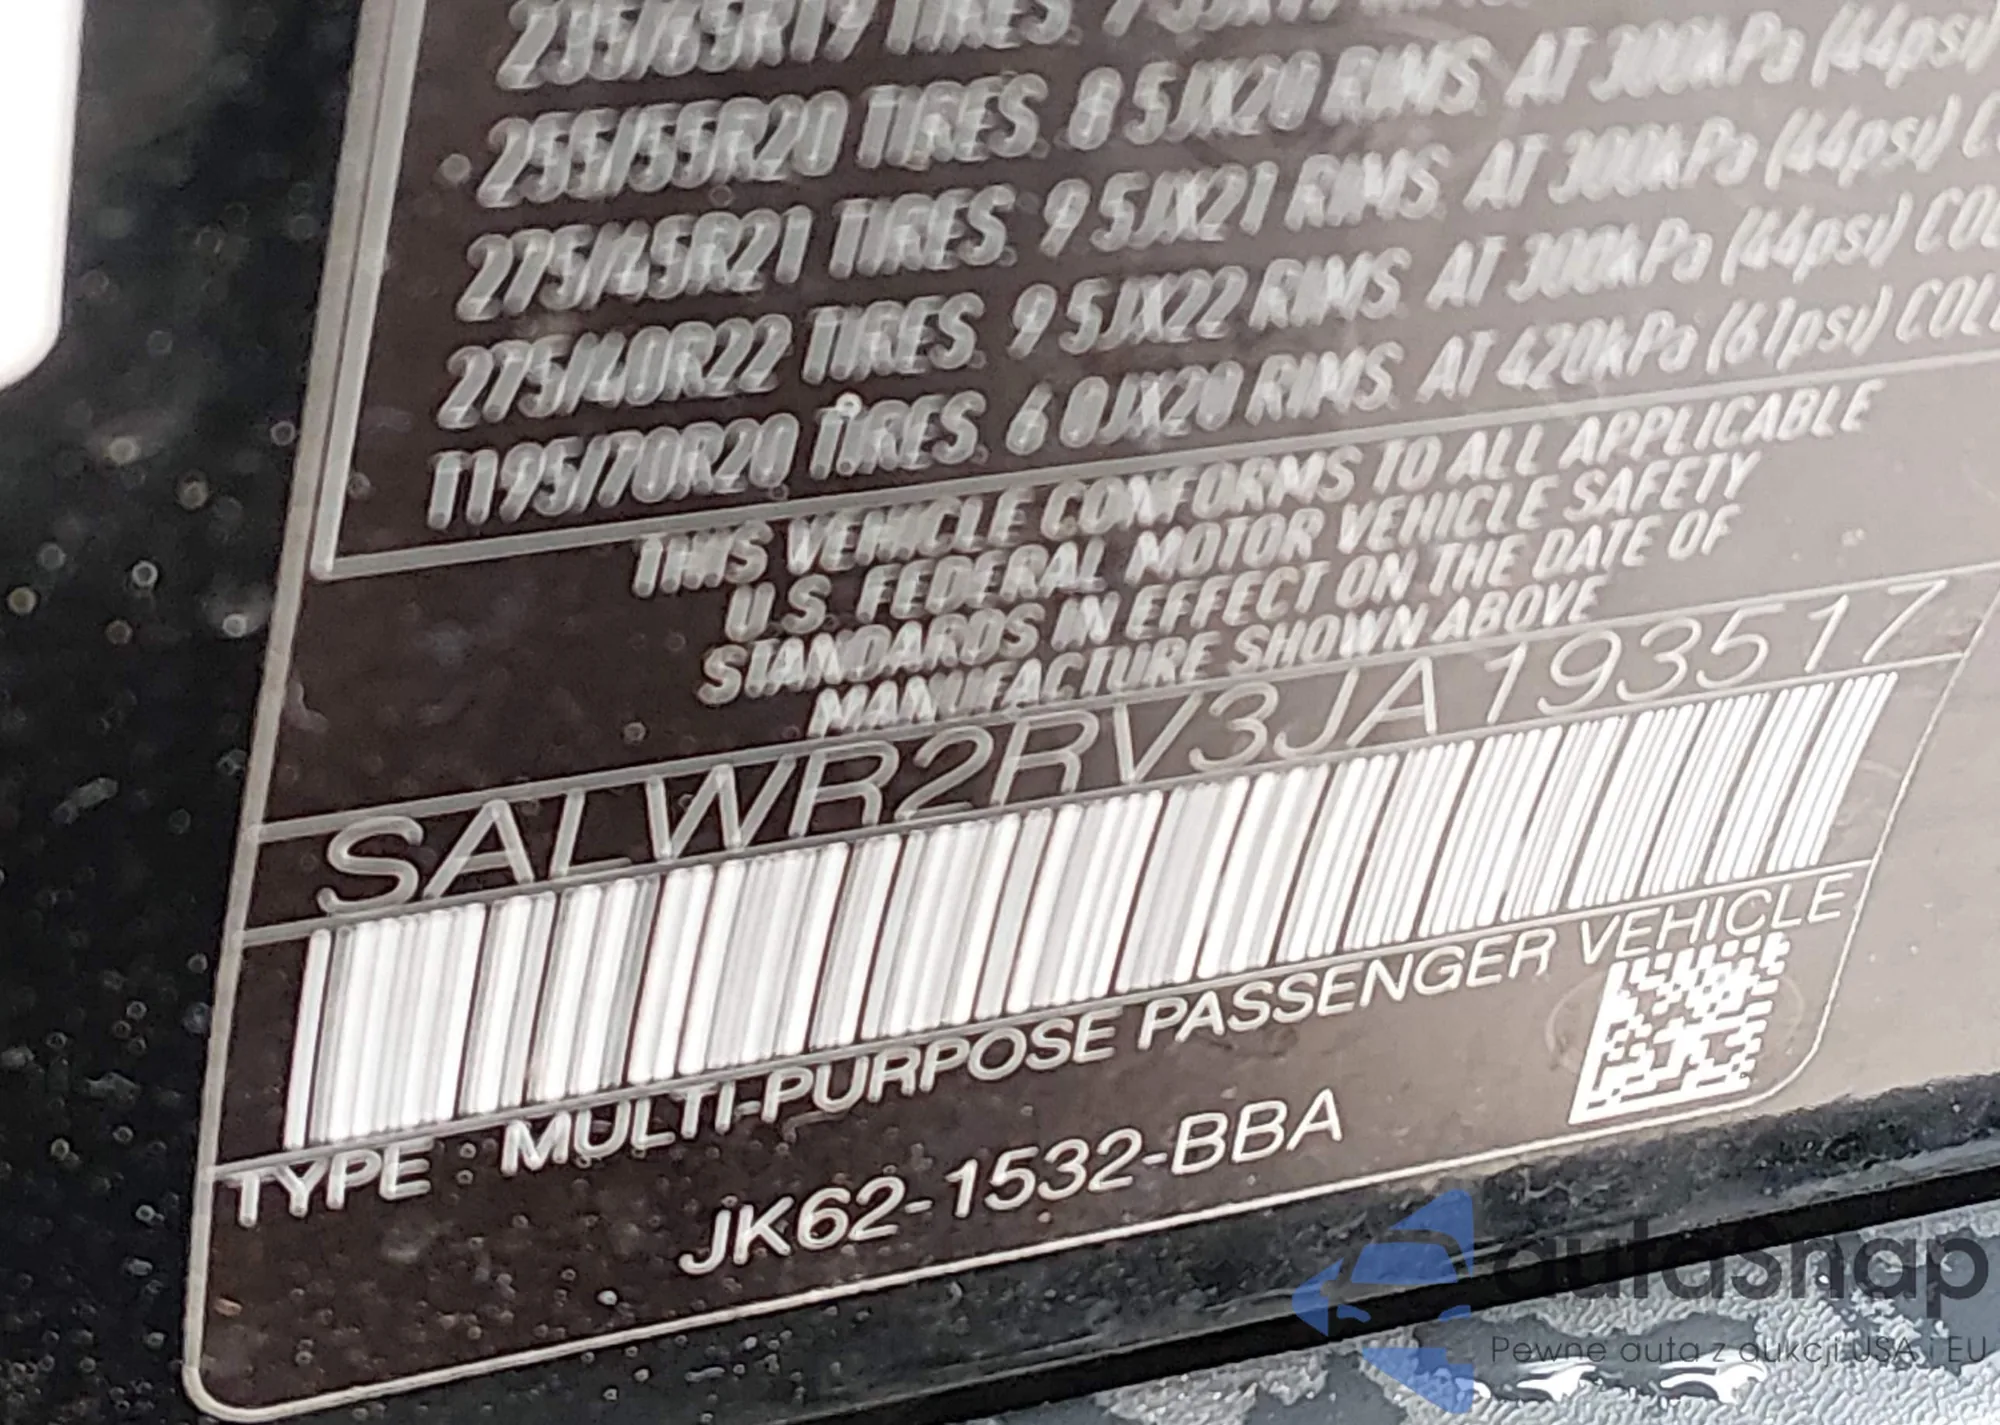 235/65R19 TIRES.
255/55R20 TIRES. 8 5JX20 RIMS. AT 300kPa (44psi)
275/45R21 TIRES. 9 5JX21 RIMS. AT 300kPa (44psi)
275/40R22 TIRES. 9 5JX22 RIMS. AT 300kPa (44psi) COL
T195/70R20 TIRES. 6 0JX20 RIMS. AT 420kPa (61psi) COL
THIS VEHICLE CONFORMS TO ALL APPLICABLE
U.S. FEDERAL MOTOR VEHICLE SAFETY
STANDARDS IN EFFECT ON THE DATE OF
MANUFACTURE SHOWN ABOVE
SALWR2RV3JA193517
TYPE : MULTI-PURPOSE PASSENGER VEHICLE
JK62-1532-BBA
autaSnap
Pewne auta z aukcji USA i EU